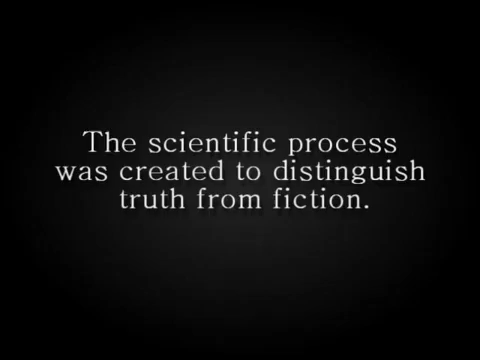 The scientific process
was created to distinguish
truth from fiction.